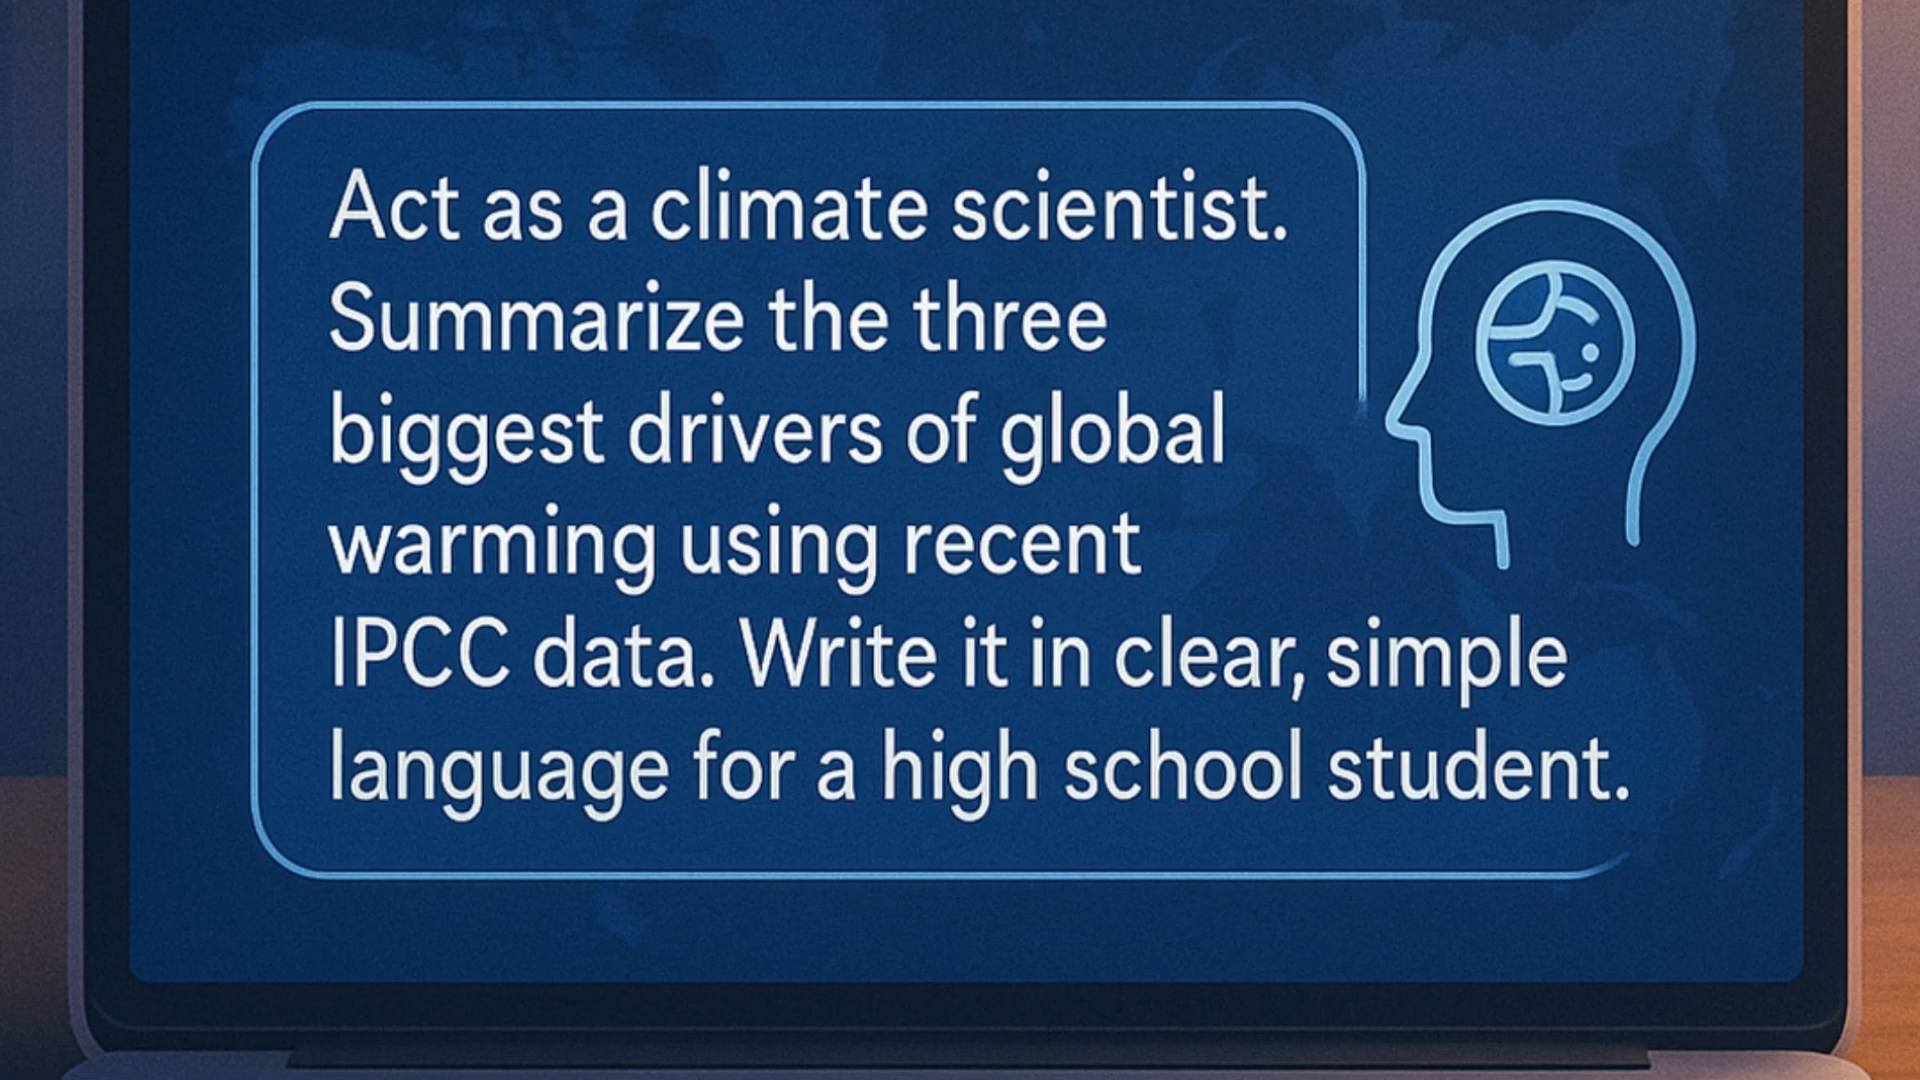 Act as a climate scientist.
Summarize the three
biggest drivers of global
warming using recent
IPCC data. Write it in clear, simple
language for a high school student.